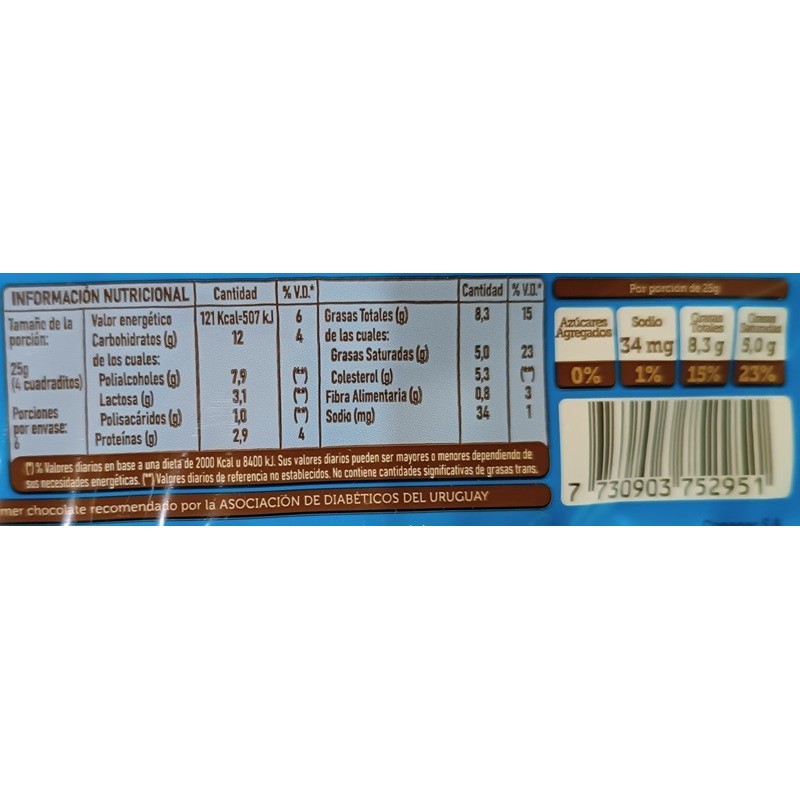 INFORMACIÓN NUTRICIONAL Cantidad % V.D.* Cantidad % V.D.*
Tamaño de la porción:
25g
(4 cuadraditos)
Porciones por envase:
6
Valor energético 121 Kcal-507 kJ 6
Carbohidratos (g) 12 4
de los cuales:
Polialcoholes (g) 7,9 (**)
Lactosa (g) 3,1 (**)
Polisacáridos (g) 1,0 (**)
Proteínas (g) 2,9 4
Grasas Totales (g) 8,3 15
de las cuales:
Grasas Saturadas (g) 5,0 23
Colesterol (g) 5,3 (**)
Fibra Alimentaria (g) 0,8 3
Sodio (mg) 34 1
(*) % Valores diarios en base a una dieta de 2000 Kcal u 8400 kJ. Sus valores diarios pueden ser mayores o menores dependiendo de
sus necesidades energéticas. (**) Valores diarios de referencia no establecidos. No contiene cantidades significativas de grasas trans.
mer chocolate recomendado por la ASOCIACIÓN DE DIABÉTICOS DEL URUGUAY
Por porción de 25g
Azúcares Agregados
0%
Sodio
34 mg
1%
Grasas Totales
8,3 g
15%
Grasas Saturadas
5,0 g
23%
7 730903 752951